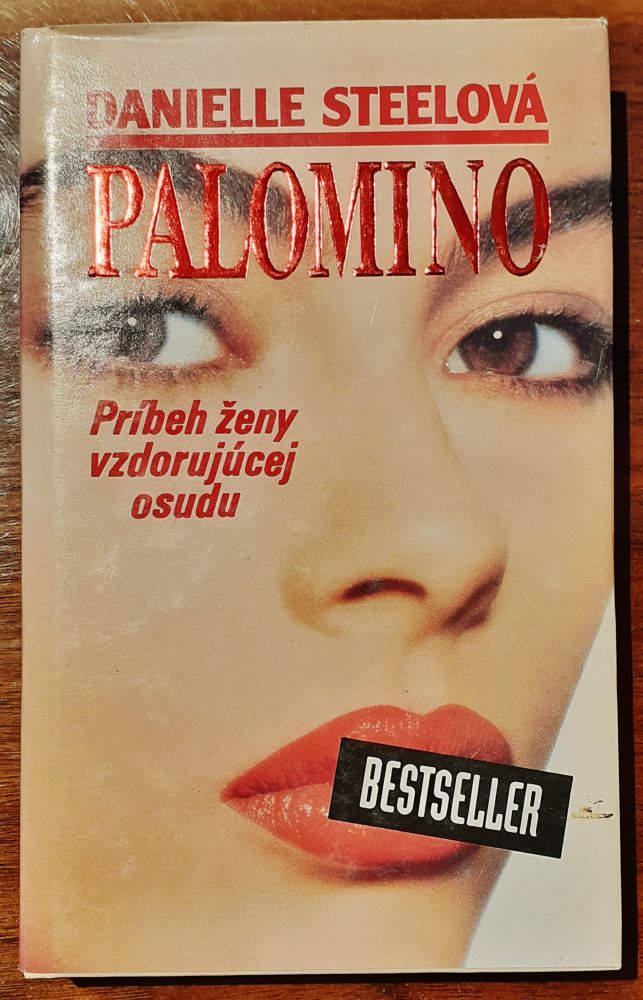 DANIELLE STEELOVÁ
PALOMINO
Príbeh ženy
vzdorujúcej
osudu
BESTSELLER